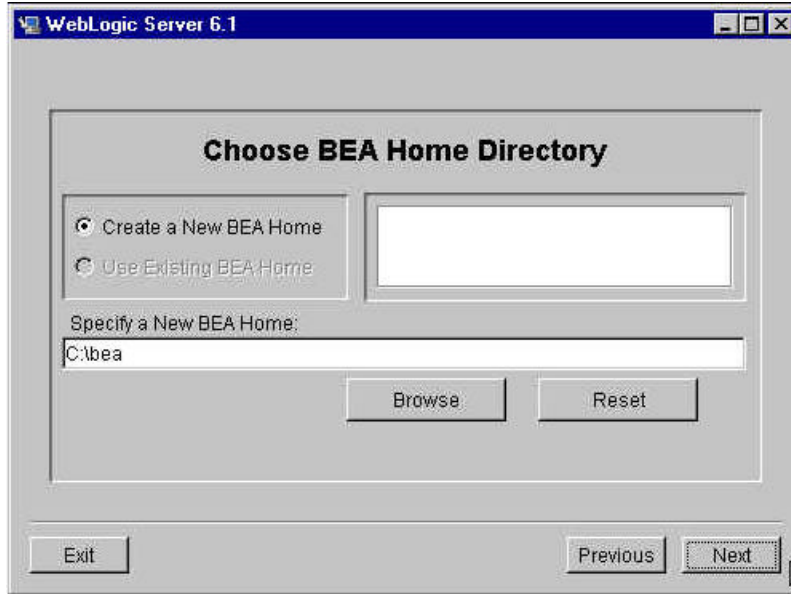 WebLogic Server 6.1
Choose BEA Home Directory
Create a New BEA Home
Use Existing BEA Home
Specify a New BEA Home:
C:\bea
Browse Reset
Exit Previous Next